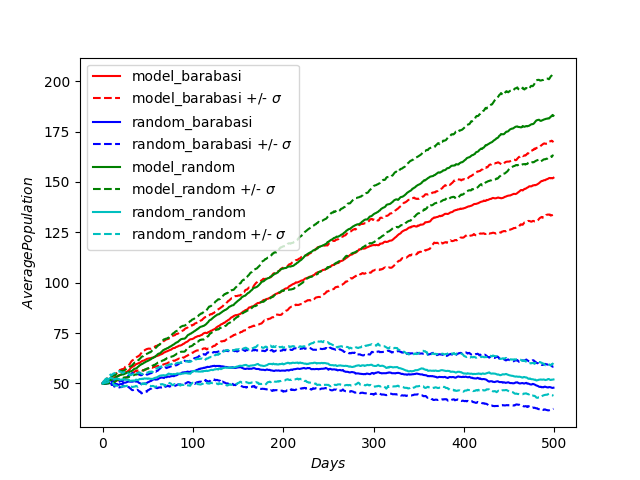 200
175
150
125
100
75
50
0
100
200
300
400
500
AveragePopulation
Days
model_barabasi
model_barabasi +/- σ
random_barabasi
random_barabasi +/- σ
model_random
model_random +/- σ
random_random
random_random +/- σ